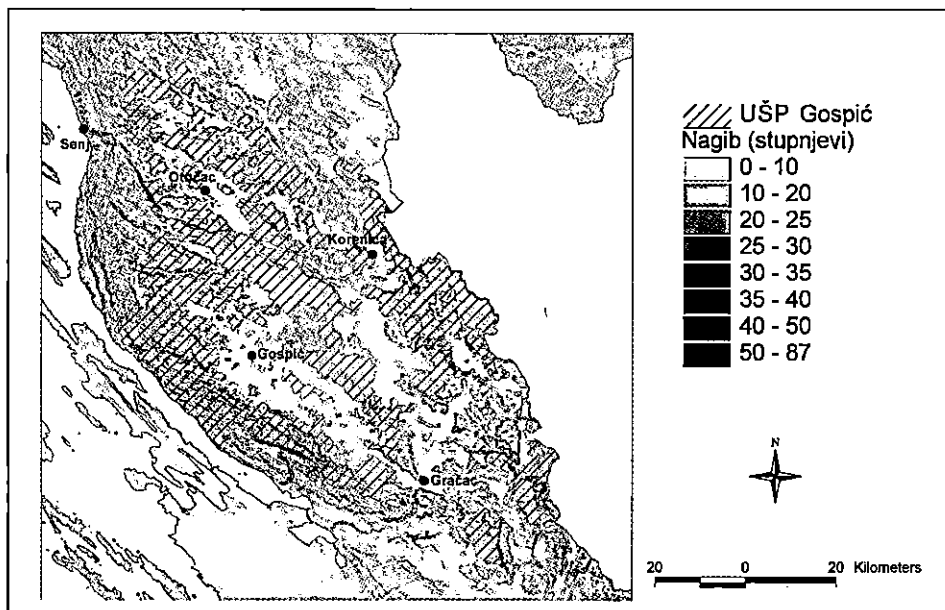 Senj
Otočac
Korenica
Gospić
Gračac
UŠP Gospić
Nagib (stupnjevi)
0 - 10
10 - 20
20 - 25
25 - 30
30 - 35
35 - 40
40 - 50
50 - 87
N
20 0 20 Kilometers